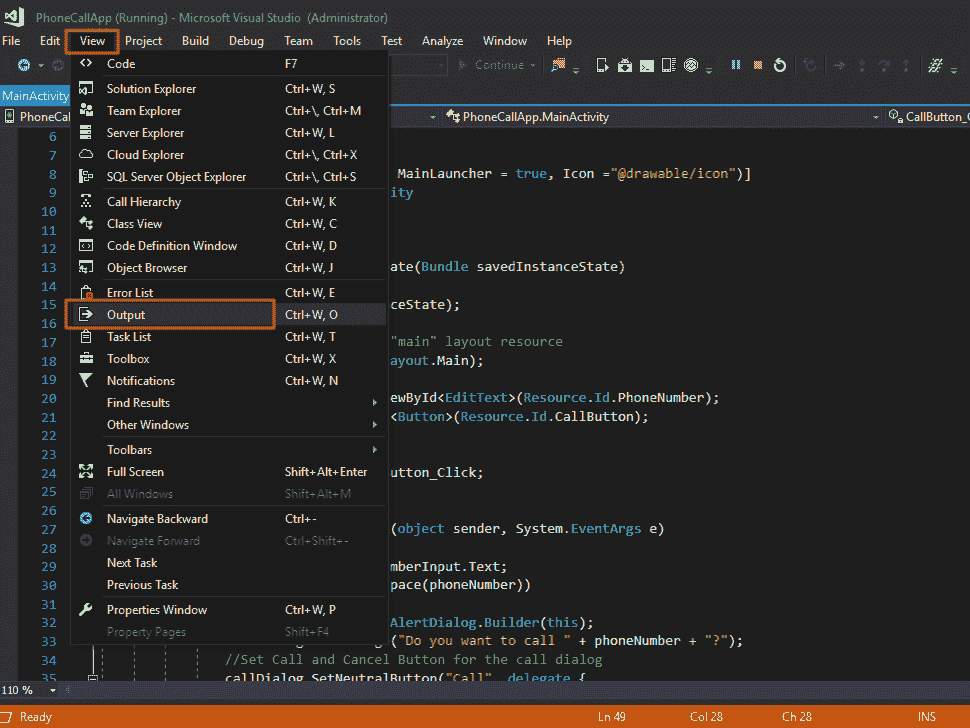 PhoneCallApp (Running) - Microsoft Visual Studio (Administrator)
File Edit View Project Build Debug Team Tools Test Analyze Window Help
Continue
MainActivity
PhoneCal PhoneCallApp.MainActivity CallButton_
Code F7
Solution Explorer Ctrl+W, S
Team Explorer Ctrl+\, Ctrl+M
Server Explorer Ctrl+W, L
Cloud Explorer Ctrl+\, Ctrl+X
SQL Server Object Explorer Ctrl+\, Ctrl+S
Call Hierarchy Ctrl+W, K
Class View Ctrl+W, C
Code Definition Window Ctrl+W, D
Object Browser Ctrl+W, J
Error List Ctrl+W, E
Output Ctrl+W, O
Task List Ctrl+W, T
Toolbox Ctrl+W, X
Notifications Ctrl+W, N
Find Results
Other Windows
Toolbars
Full Screen Shift+Alt+Enter
All Windows Shift+Alt+M
Navigate Backward Ctrl+-
Navigate Forward Ctrl+Shift+-
Next Task
Previous Task
Properties Window Ctrl+W, P
Property Pages Shift+F4
6
7
8 MainLauncher = true, Icon ="@drawable/icon")]
9 ity
10
11
12
13 ate(Bundle savedInstanceState)
14
15 ceState);
16
17 "main" layout resource
18 ayout.Main);
19
20 ewById<EditText>(Resource.Id.PhoneNumber);
21 <Button>(Resource.Id.CallButton);
22
23
24 utton_Click;
25
26
27 (object sender, System.EventArgs e)
28
29 mberInput.Text;
30 pace(phoneNumber))
31
32 AlertDialog.Builder(this);
33 ("Do you want to call " + phoneNumber + "?");
34 //Set Call and Cancel Button for the call dialog
35 callDialog.SetNeutralButton("Call", delegate {
110 %
Ready Ln 49 Col 28 Ch 28 INS